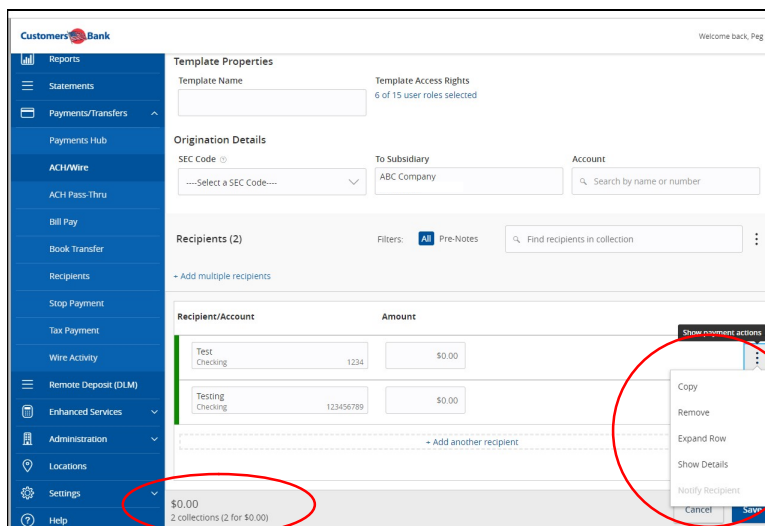 Customers Bank
Welcome back, Peg
Reports
Statements
Payments/Transfers
Payments Hub
ACH/Wire
ACH Pass-Thru
Bill Pay
Book Transfer
Recipients
Stop Payment
Tax Payment
Wire Activity
Remote Deposit (DLM)
Enhanced Services
Administration
Locations
Settings
Help
Template Properties
Template Name
Template Access Rights
6 of 15 user roles selected
Origination Details
SEC Code ?
To Subsidiary
Account
----Select a SEC Code----
ABC Company
Search by name or number
Recipients (2)
Filters: All Pre-Notes
Find recipients in collection
+ Add multiple recipients
Recipient/Account
Amount
Show payment actions
Test
Checking 1234
$0.00
Testing
Checking 123456789
$0.00
+ Add another recipient
Copy
Remove
Expand Row
Show Details
Notify Recipient
$0.00
2 collections (2 for $0.00)
Cancel
Save